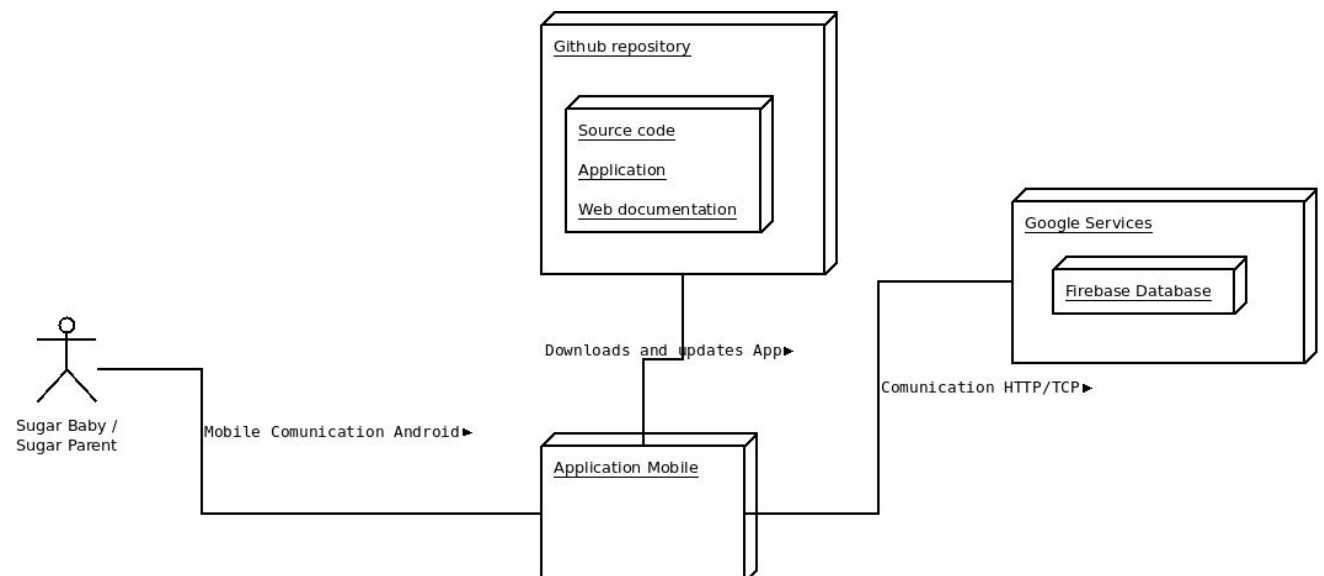 Github repository
Source code
Application
Web documentation
Google Services
Firebase Database
Downloads and updates App
Comunication HTTP/TCP
Sugar Baby /
Sugar Parent
Mobile Comunication Android
Application Mobile